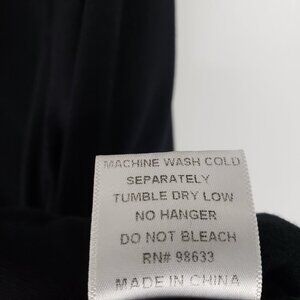 MACHINE WASH COLD
SEPARATELY
TUMBLE DRY LOW
NO HANGER
DO NOT BLEACH
RN# 98633
MADE IN CHINA